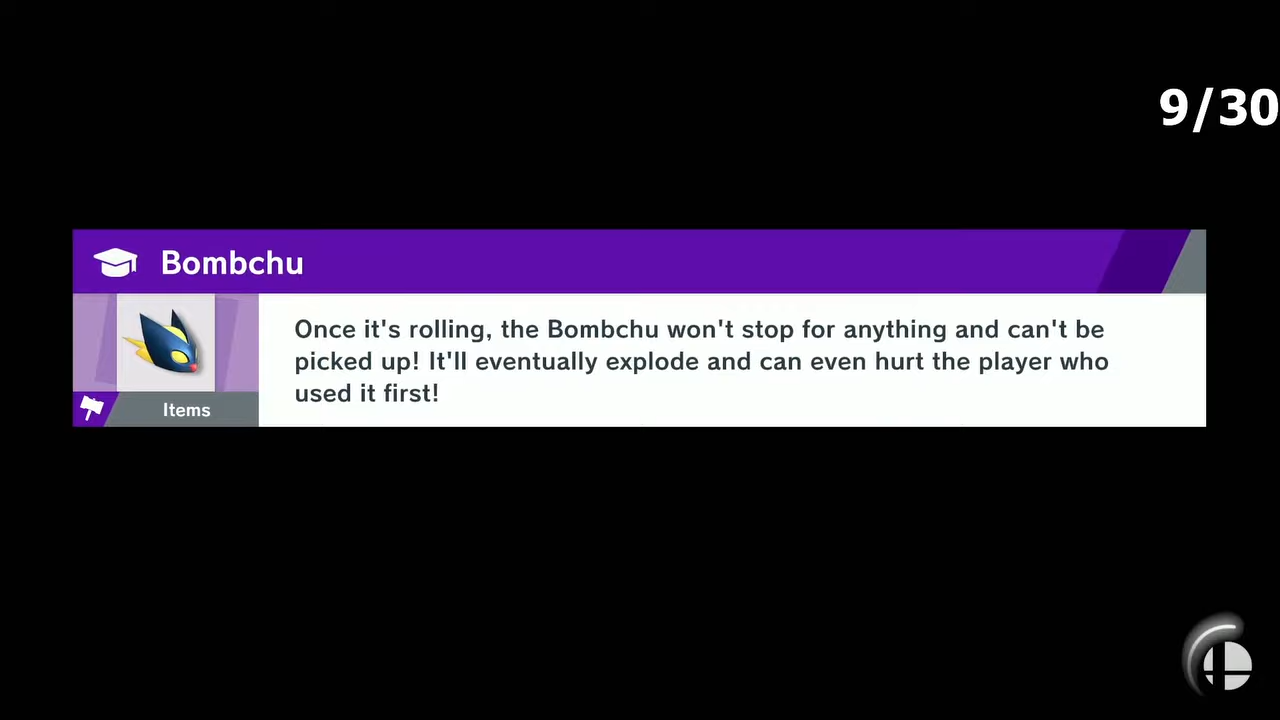 9/30
Bombchu
Once it's rolling, the Bombchu won't stop for anything and can't be
picked up! It'll eventually explode and can even hurt the player who
used it first!
Items